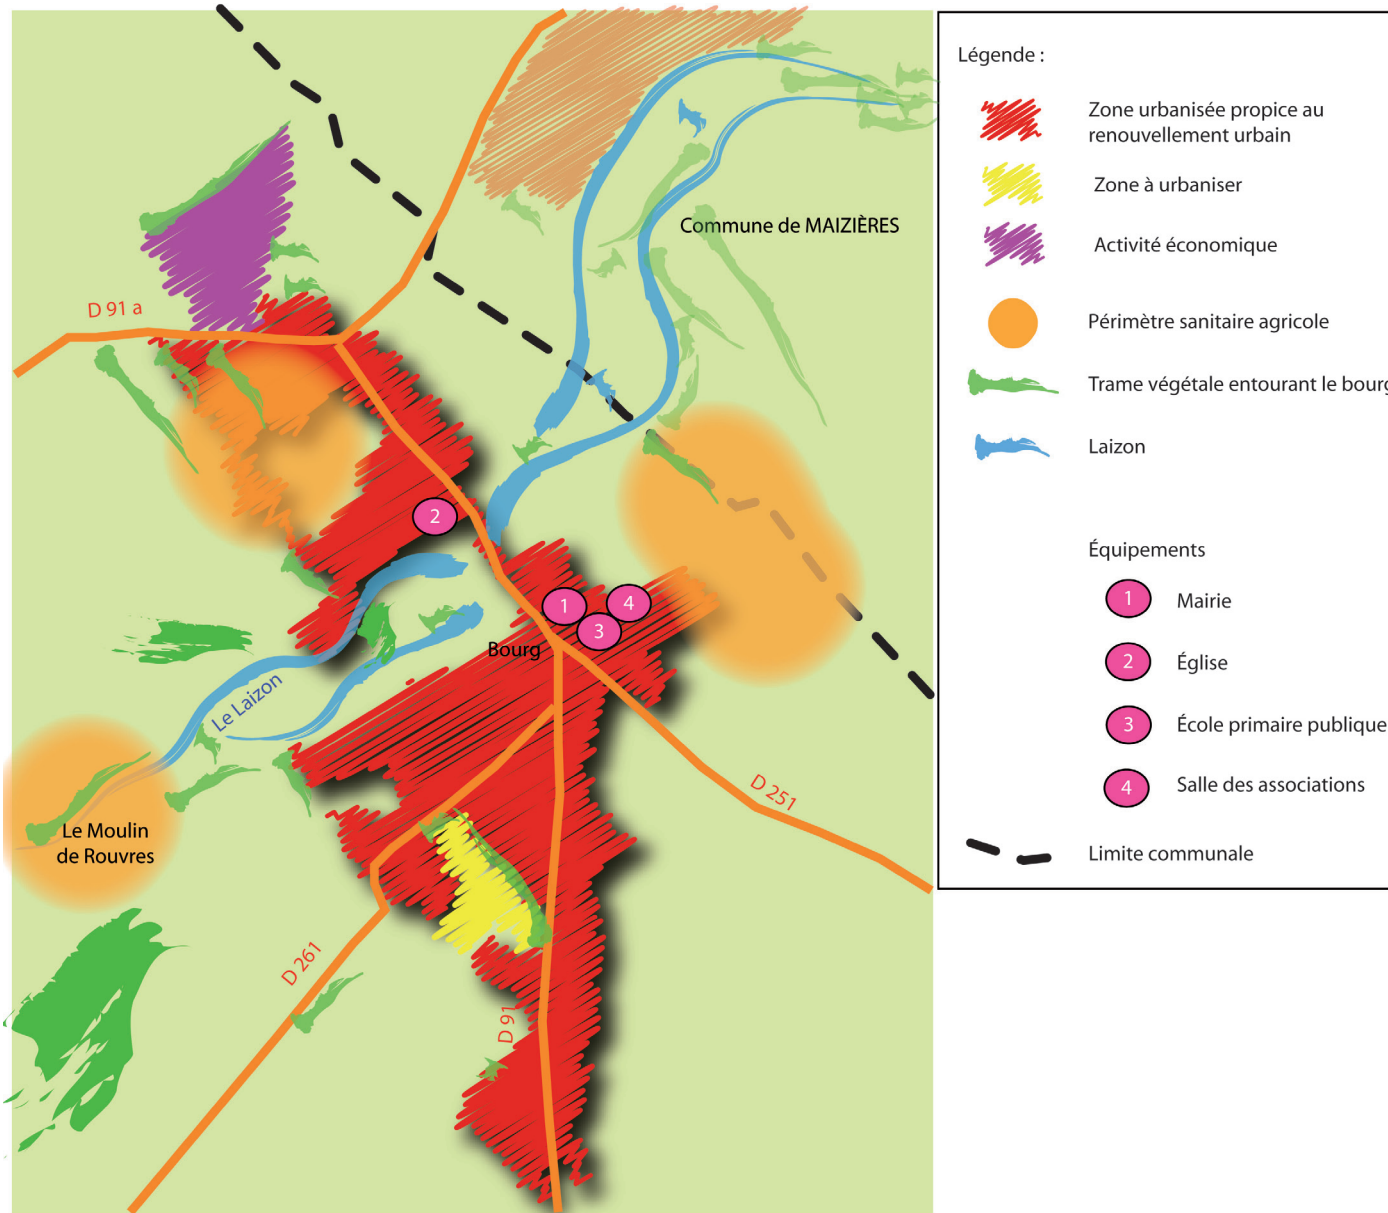 Commune de MAIZIÈRES
D 91 a
2
1
4
3
Bourg
Le Laizon
Le Moulin
de Rouvres
D 251
D 261
D 91
Légende :
Zone urbanisée propice au
renouvellement urbain
Zone à urbaniser
Activité économique
Périmètre sanitaire agricole
Trame végétale entourant le bourg
Laizon
Équipements
1 Mairie
2 Église
3 École primaire publique
4 Salle des associations
Limite communale